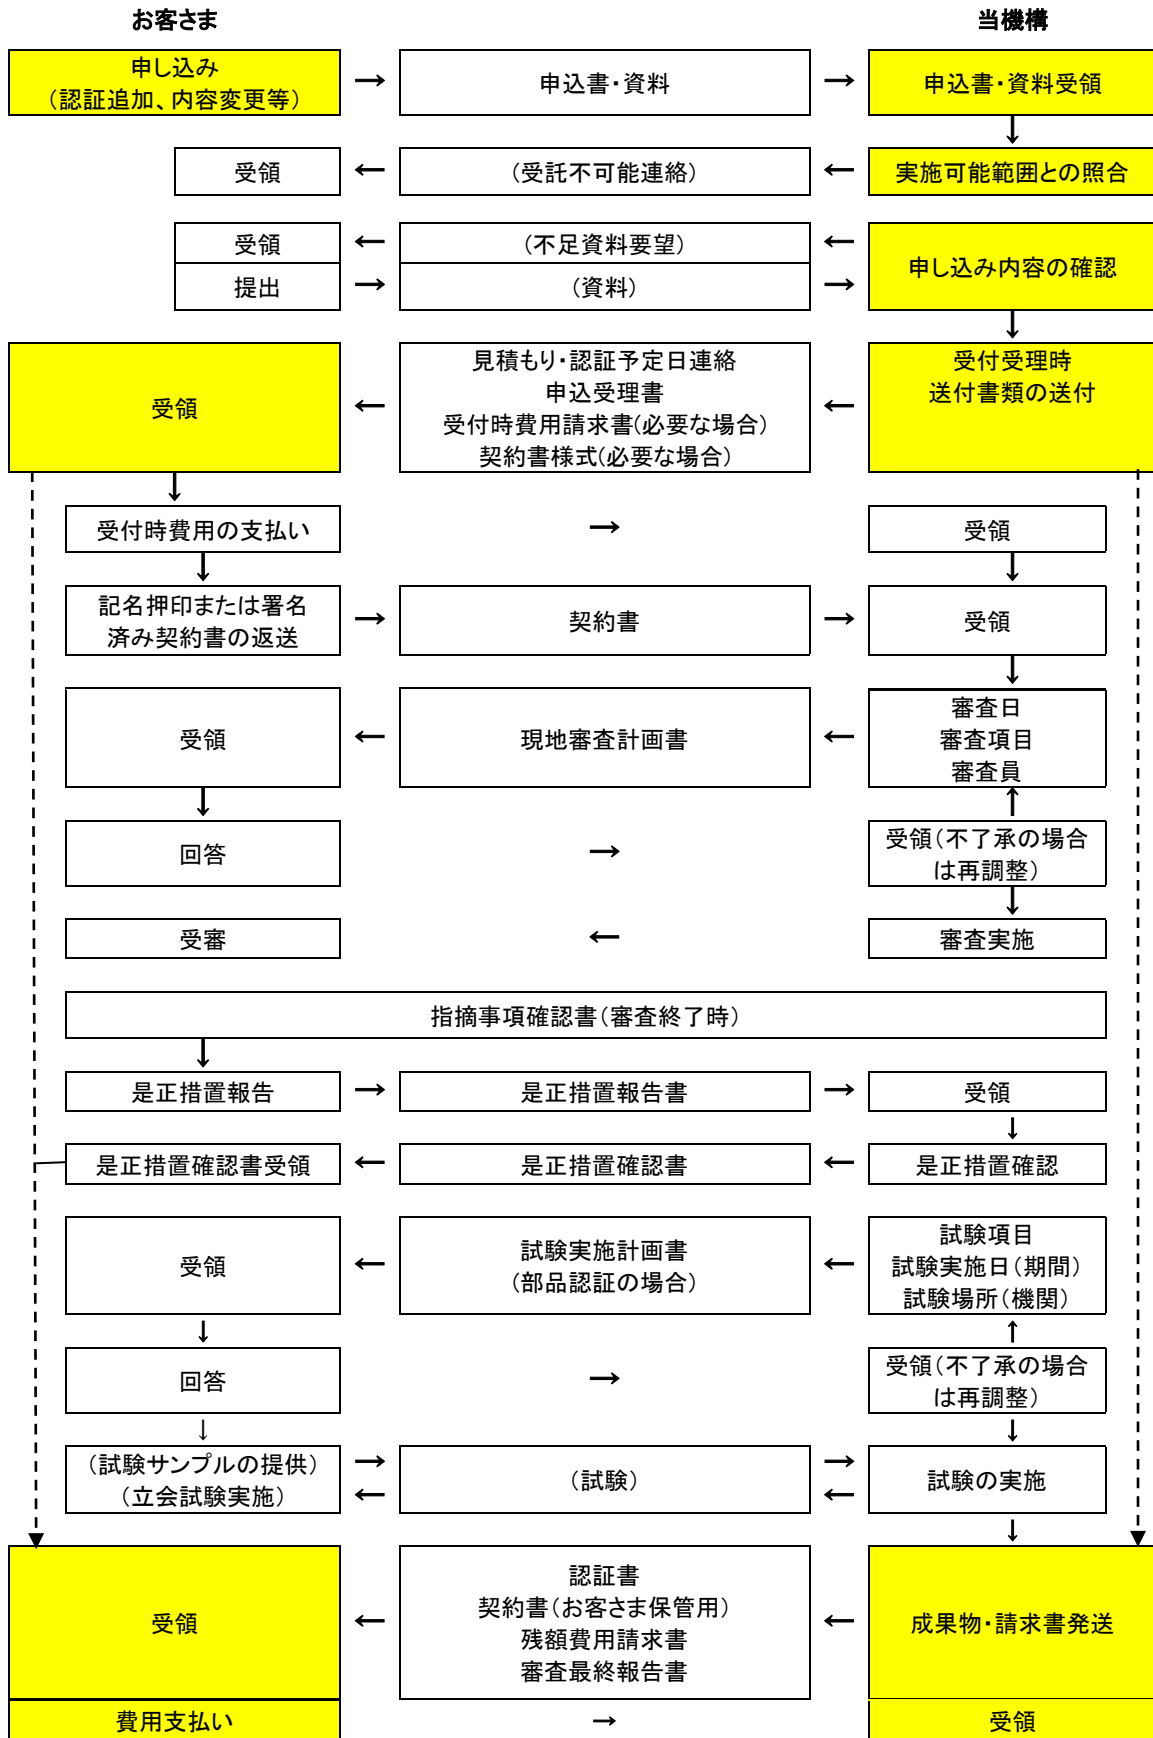 お客さま
当機構
申し込み
（認証追加、内容変更等）
→
申込書・資料
→
申込書・資料受領
↓
受領
←
（受託不可能連絡）
←
実施可能範囲との照合
受領
←
（不足資料要望）
←
申し込み内容の確認
提出
→
（資料）
→
↓
受領
←
見積もり・認証予定日連絡
申込受理書
受付時費用請求書(必要な場合)
契約書様式(必要な場合)
←
受付受理時
送付書類の送付
↓
受付時費用の支払い
→
受領
↓
↓
記名押印または署名
済み契約書の返送
→
契約書
→
受領
↓
受領
←
現地審査計画書
←
審査日
審査項目
審査員
↓
↑
回答
→
受領（不了承の場合
は再調整）
↓
受審
←
審査実施
指摘事項確認書（審査終了時）
↓
是正措置報告
→
是正措置報告書
→
受領
↓
是正措置確認書受領
←
是正措置確認書
←
是正措置確認
受領
←
試験実施計画書
（部品認証の場合）
←
試験項目
試験実施日（期間）
試験場所（機関）
↓
↑
回答
→
受領（不了承の場合
は再調整）
↓
↓
（試験サンプルの提供）
（立会試験実施）
→
←
（試験）
→
←
試験の実施
↓
受領
←
認証書
契約書（お客さま保管用）
残額費用請求書
審査最終報告書
←
成果物・請求書発送
費用支払い
→
受領